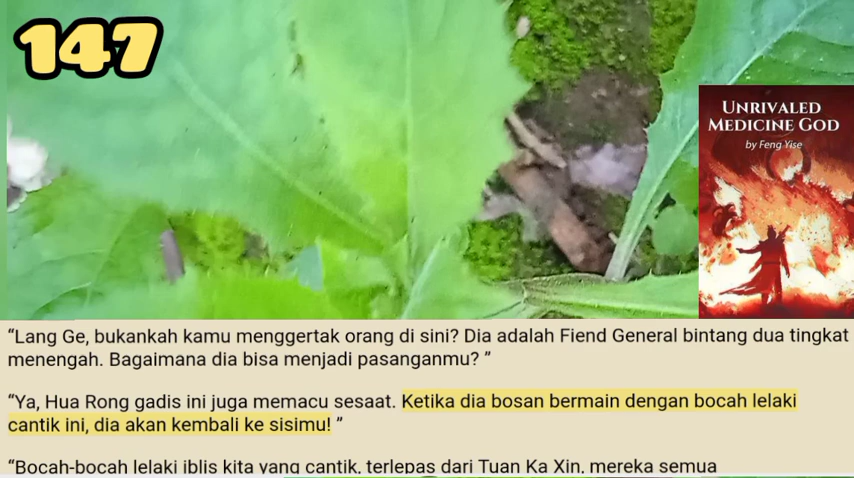 147
UNRIVALED
MEDICINE GOD
by Feng Yise
“Lang Ge, bukankah kamu menggertak orang di sini? Dia adalah Fiend General bintang dua tingkat
menengah. Bagaimana dia bisa menjadi pasanganmu? ”
“Ya, Hua Rong gadis ini juga memacu sesaat. Ketika dia bosan bermain dengan bocah lelaki
cantik ini, dia akan kembali ke sisimu! ”
“Bocah-bocah lelaki iblis kita yang cantik, terlepas dari Tuan Ka Xin, mereka semua